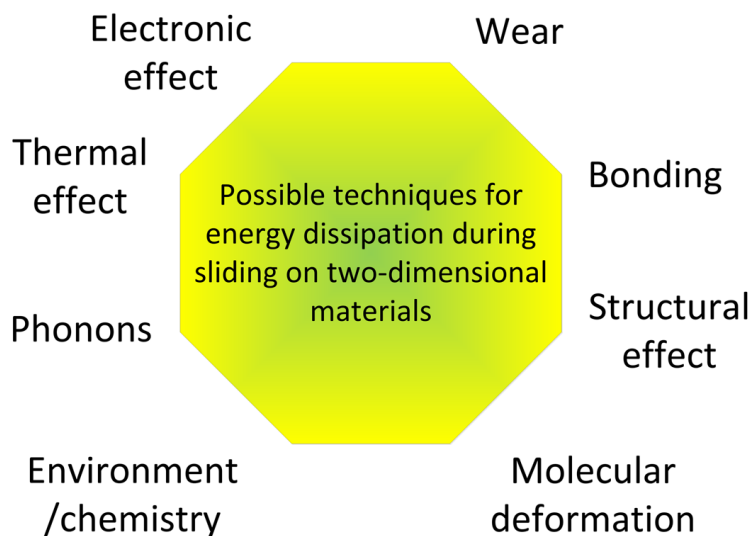 Electronic
effect
Wear
Thermal
effect
Bonding
Possible techniques for
energy dissipation during
sliding on two-dimensional
materials
Phonons
Structural
effect
Environment
/chemistry
Molecular
deformation